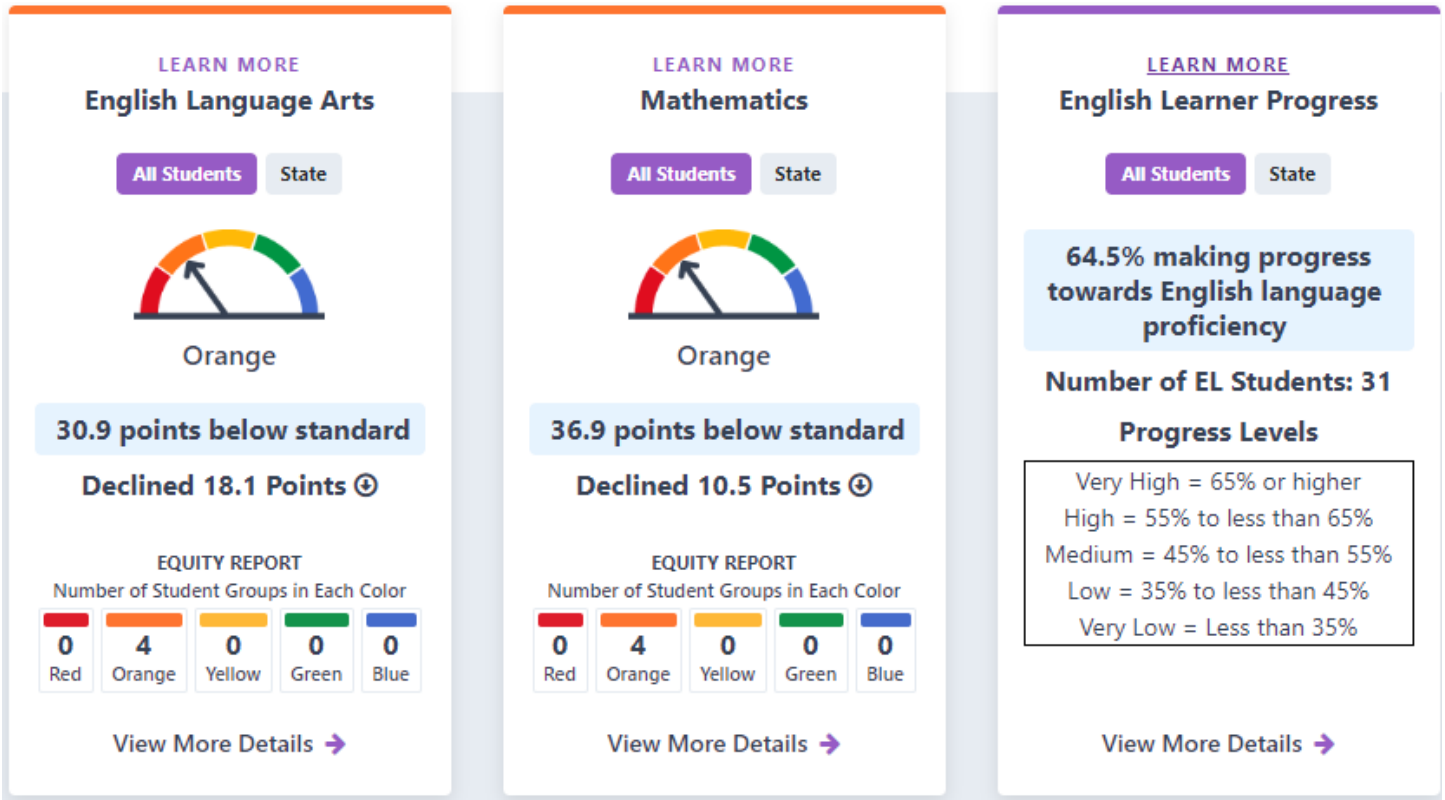 LEARN MORE
English Language Arts
All Students State
Orange
30.9 points below standard
Declined 18.1 Points
EQUITY REPORT
Number of Student Groups in Each Color
0 4 0 0 0
Red Orange Yellow Green Blue
View More Details
LEARN MORE
Mathematics
All Students State
Orange
36.9 points below standard
Declined 10.5 Points
EQUITY REPORT
Number of Student Groups in Each Color
0 4 0 0 0
Red Orange Yellow Green Blue
View More Details
LEARN MORE
English Learner Progress
All Students State
64.5% making progress
towards English language
proficiency
Number of EL Students: 31
Progress Levels
Very High = 65% or higher
High = 55% to less than 65%
Medium = 45% to less than 55%
Low = 35% to less than 45%
Very Low = Less than 35%
View More Details